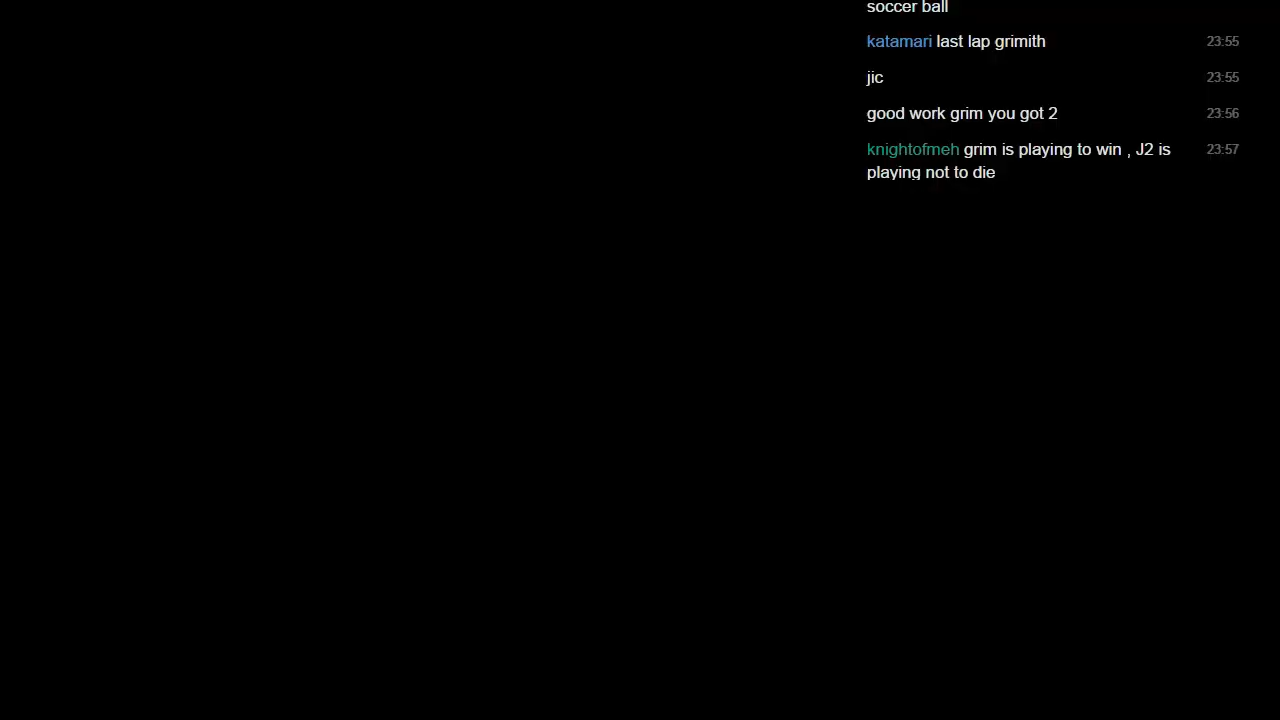 soccer ball
katamari last lap grimith 23:55
jic 23:55
good work grim you got 2 23:56
knightofmeh grim is playing to win , J2 is 23:57
playing not to die